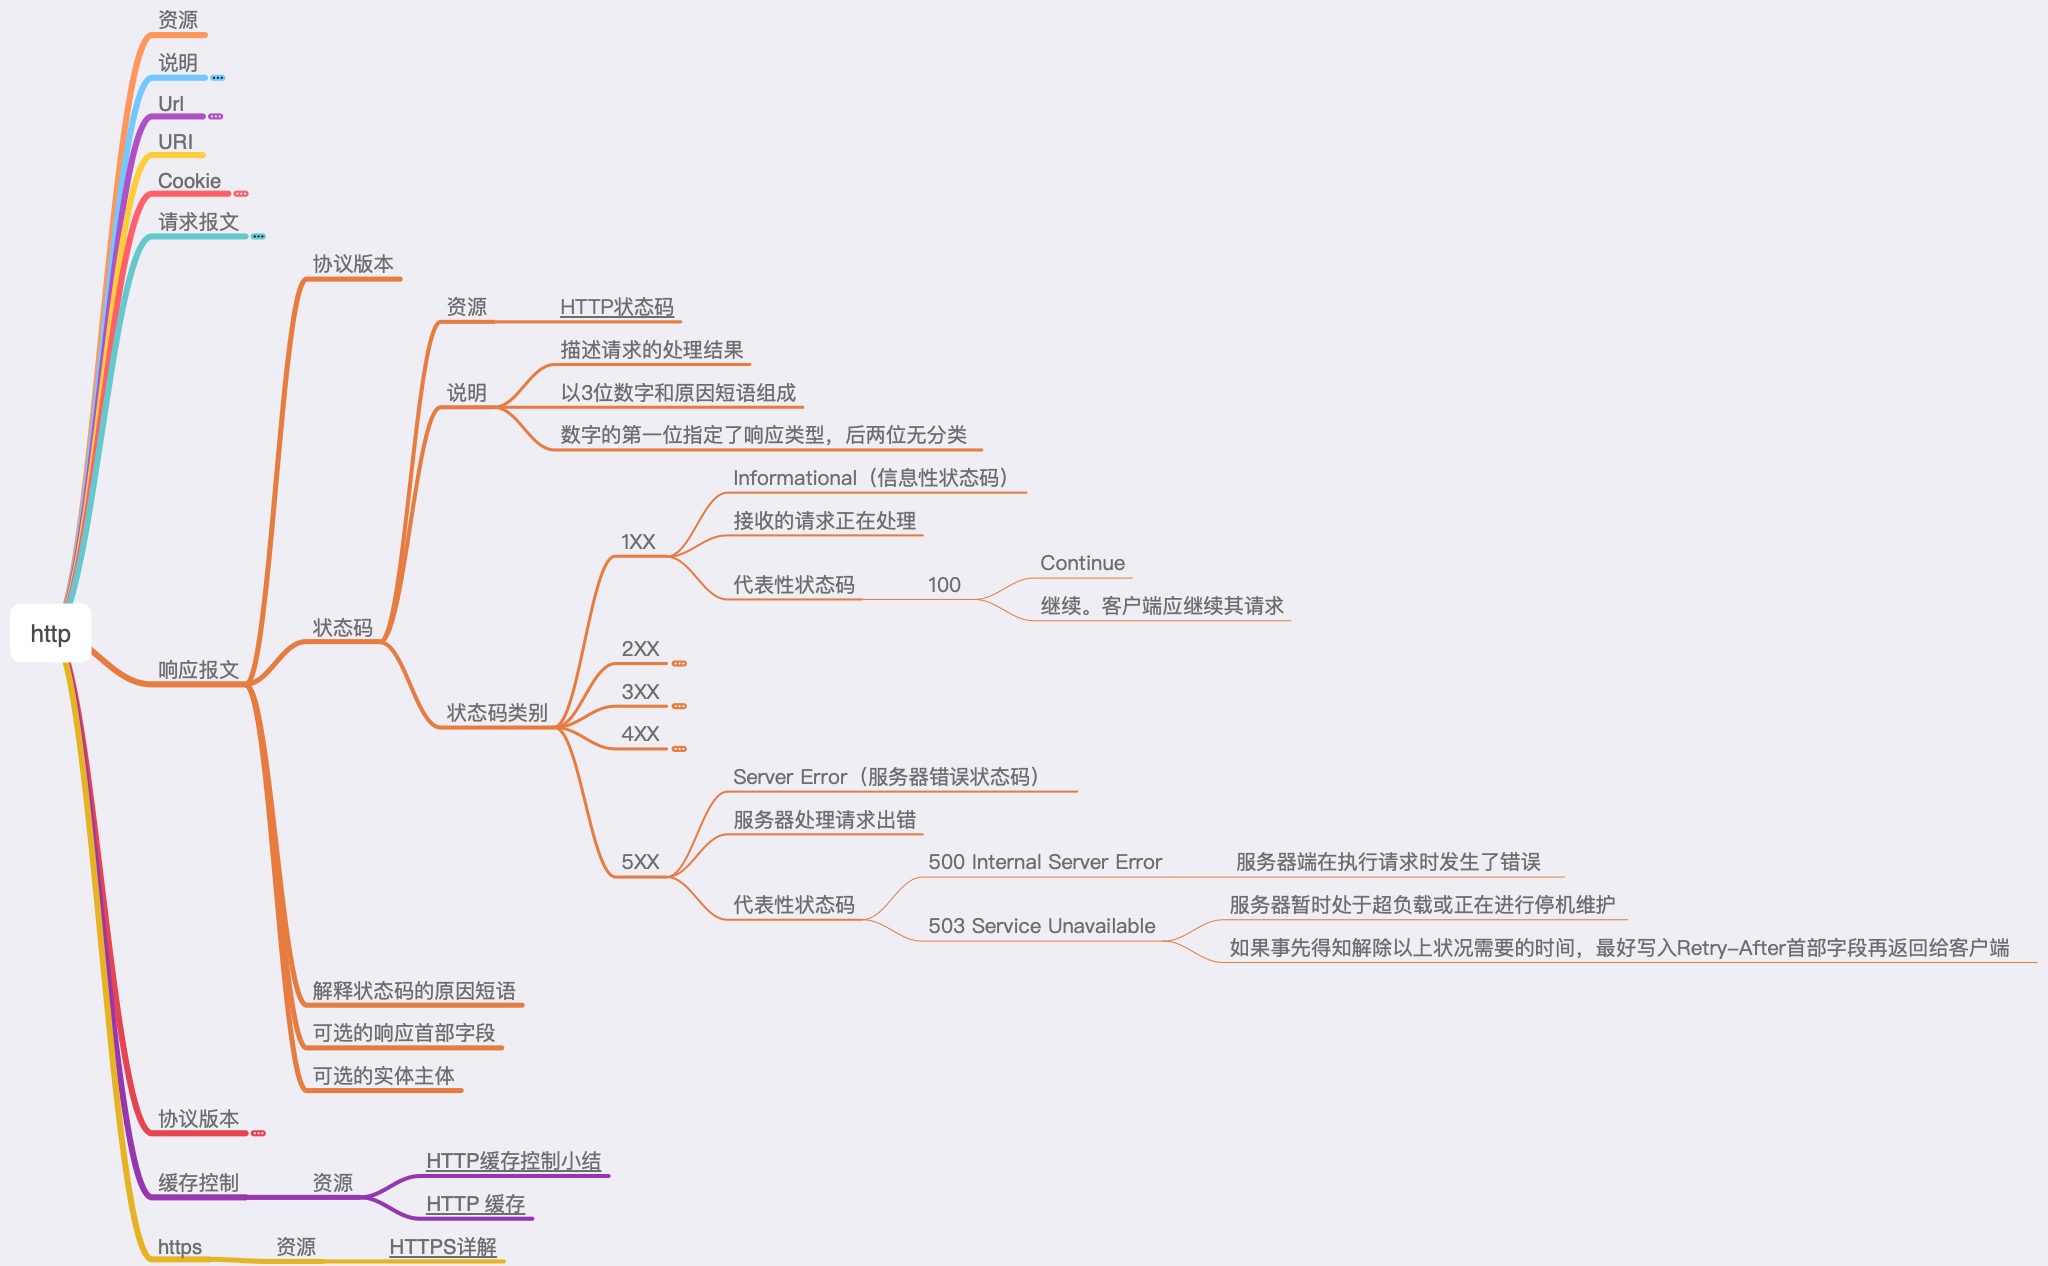 资源
说明
Url
URI
Cookie
请求报文
协议版本
资源
HTTP状态码
描述请求的处理结果
说明
以3位数字和原因短语组成
数字的第一位指定了响应类型，后两位无分类
Informational（信息性状态码）
接收的请求正在处理
1XX
Continue
代表性状态码
100
继续。客户端应继续其请求
http
状态码
2XX
响应报文
3XX
状态码类别
4XX
Server Error（服务器错误状态码）
服务器处理请求出错
5XX
500 Internal Server Error
服务器端在执行请求时发生了错误
代表性状态码
服务器暂时处于超负载或正在进行停机维护
503 Service Unavailable
如果事先得知解除以上状况需要的时间，最好写入Retry-After首部字段再返回给客户端
解释状态码的原因短语
可选的响应首部字段
可选的实体主体
协议版本
HTTP缓存控制小结
缓存控制
资源
HTTP 缓存
https
资源
HTTPS详解